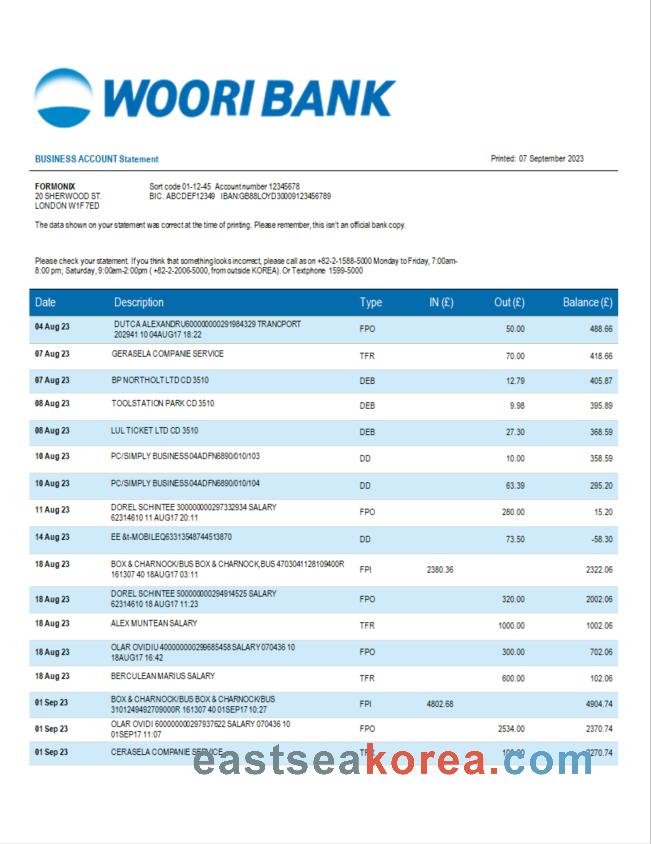 WOORI BANK
BUSINESS ACCOUNT Statement Printed: 07 September 2023
FORMONIX Sort code 01-12-45 Account number 12345678
20 SHERWOOD ST. BIC. ABCDEF12349 IBAN:GB88LOYD30009123456789
LONDON W1F 7ED
The data shown on your statement was correct at the time of printing. Please remember, this isn't an official bank copy.
Please check your statement. If you think that something looks incorrect, please call as on +82-2-1588-5000 Monday to Friday, 7:00am-
8:00 pm; Saturday, 9:00am-2:00pm ( +82-2-2006-5000, from outside KOREA). Or Textphone 1599-5000
Date Description Type IN (£) Out (£) Balance (£)
04 Aug 23 DUTCA ALEXANDRU600000000291984329 TRANCPORT FPO 50.00 488.66
202941 10 04AUG17 18:22
07 Aug 23 GERASELA COMPANIE SERVICE TFR 70.00 418.66
07 Aug 23 BP NORTHOLT LTD CD 3510 DEB 12.79 405.87
08 Aug 23 TOOLSTATION PARK CD 3510 DEB 9.98 395.89
08 Aug 23 LUL TICKET LTD CD 3510 DEB 27.30 368.59
10 Aug 23 PC/SIMPLY BUSINESS04ADFN6890/010/103 DD 10.00 358.59
10 Aug 23 PC/SIMPLY BUSINESS04ADFN6890/010/104 DD 63.39 295.20
11 Aug 23 DOREL SCHINTEE 300000000297332934 SALARY FPO 280.00 15.20
62314610 11 AUG17 20:11
14 Aug 23 EE &t-MOBILEQ63313548744513870 DD 73.50 -58.30
18 Aug 23 BOX & CHARNOCK/BUS BOX & CHARNOCK,BUS 4703041128109400R FPI 2380.36 2322.06
161307 40 18AUG17 03:11
18 Aug 23 DOREL SCHINTEE 500000000294914525 SALARY FPO 320.00 2002.06
62314610 18 AUG17 11:23
18 Aug 23 ALEX MUNTEAN SALARY TFR 1000.00 1002.06
18 Aug 23 OLAR OVIDIU 400000000299685458 SALARY 070436 10 FPO 300.00 702.06
18AUG17 16:42
18 Aug 23 BERCULEAN MARIUS SALARY TFR 600.00 102.06
01 Sep 23 BOX & CHARNOCK/BUS BOX & CHARNOCK/BUS FPI 4802.68 4904.74
3101249492709000R 161307 40 01SEP17 10:27
01 Sep 23 OLAR OVIDI 600000000297937622 SALARY 070436 10 FPO 2534.00 2370.74
01SEP17 11:07
01 Sep 23 CERASELA COMPANIE SERVICE TFR 100.00 2270.74
eastseakorea.com